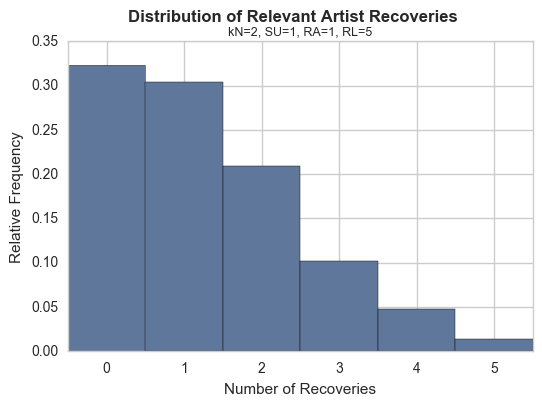 Distribution of Relevant Artist Recoveries
kN=2, SU=1, RA=1, RL=5
0.35
0.30
0.25
0.20
0.15
0.10
0.05
0.00
Relative Frequency
0 1 2 3 4 5
Number of Recoveries